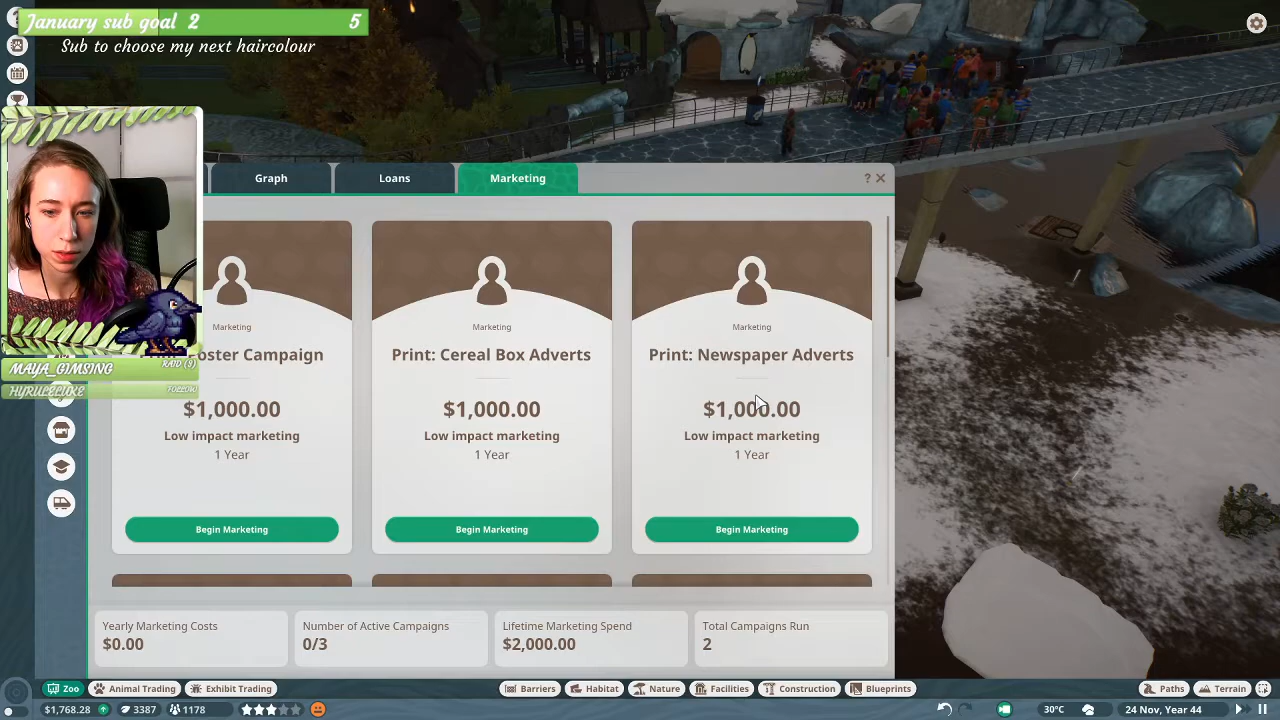 January sub goal 2 5
Sub to choose my next haircolour
Graph
Loans
Marketing
?
Marketing
oster Campaign
$1,000.00
Low impact marketing
1 Year
Begin Marketing
Marketing
Print: Cereal Box Adverts
$1,000.00
Low impact marketing
1 Year
Begin Marketing
Marketing
Print: Newspaper Adverts
$1,000.00
Low impact marketing
1 Year
Begin Marketing
MAYA_GIMSING RAID (9)
HYRULELUKE FOLLOW
Yearly Marketing Costs
$0.00
Number of Active Campaigns
0/3
Lifetime Marketing Spend
$2,000.00
Total Campaigns Run
2
Zoo
Animal Trading
Exhibit Trading
Barriers
Habitat
Nature
Facilities
Construction
Blueprints
Paths
Terrain
$1,768.28
3387
1178
30°C
24 Nov, Year 44